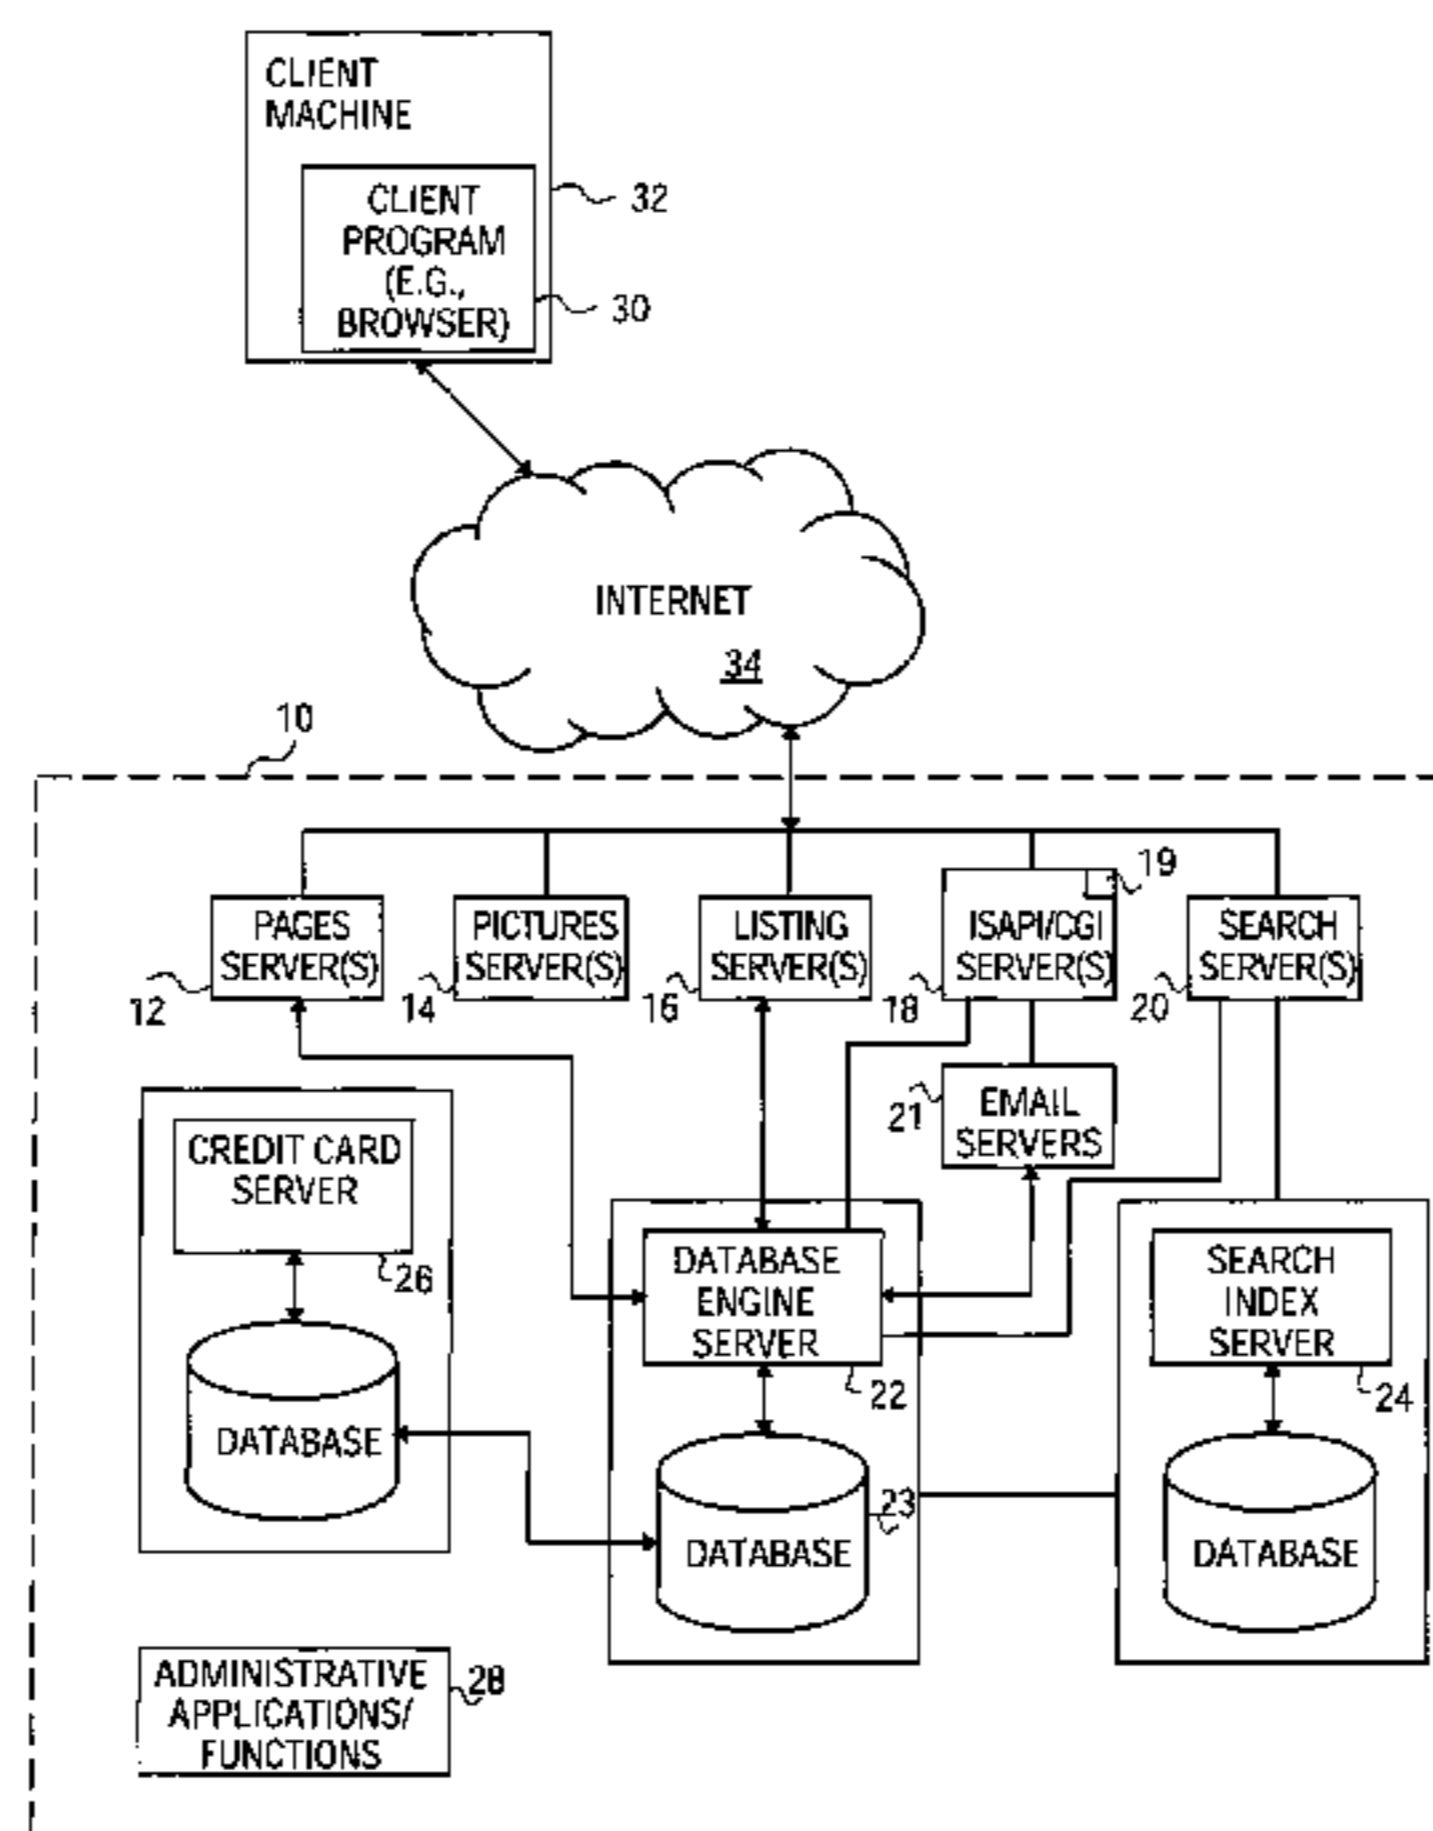 CLIENT
MACHINE
CLIENT
PROGRAM
(E.G.,
BROWSER)
32
30
INTERNET
34
10
19
PAGES
SERVER(S)
12
PICTURES
SERVER(S)
14
LISTING
SERVER(S)
16
ISAPI/CGI
SERVER(S)
18
SEARCH
SERVER(S)
20
EMAIL
SERVERS
21
CREDIT CARD
SERVER
26
DATABASE
DATABASE
ENGINE
SERVER
22
DATABASE
23
SEARCH
INDEX
SERVER
24
DATABASE
ADMINISTRATIVE
APPLICATIONS/
FUNCTIONS
28